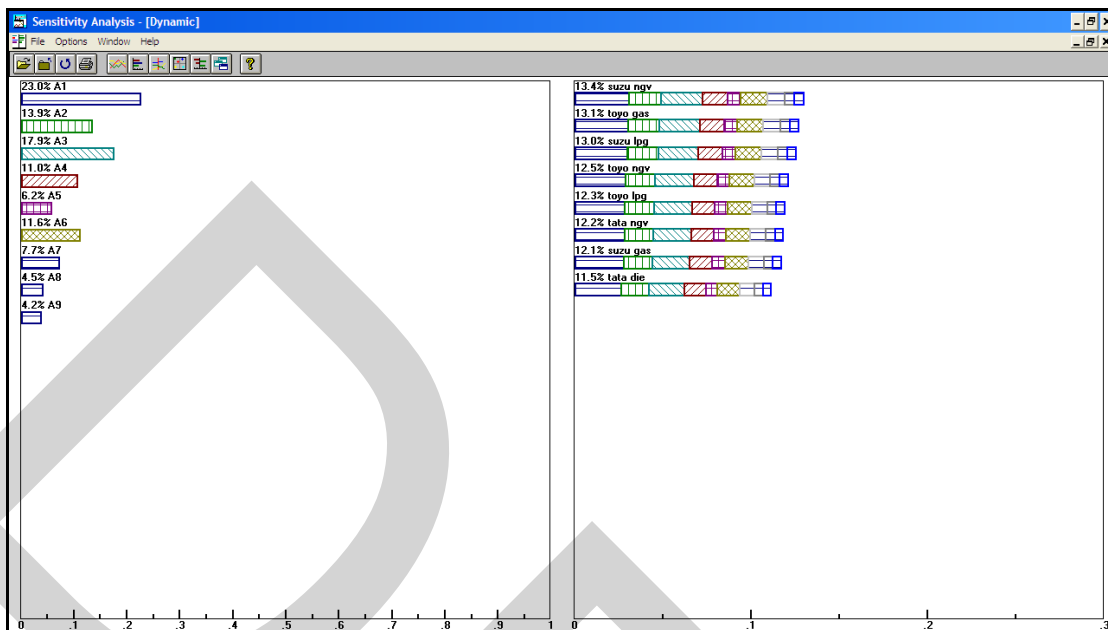 Sensitivity Analysis - [Dynamic]
File Options Window Help
23.0% A1
13.9% A2
17.9% A3
11.0% A4
6.2% A5
11.6% A6
7.7% A7
4.5% A8
4.2% A9
0 .1 .2 .3 .4 .5 .6 .7 .8 .9 1
13.4% suzu ngv
13.1% toyo gas
13.0% suzu lpg
12.5% toyo ngv
12.3% toyo lpg
12.2% tata ngv
12.1% suzu gas
11.5% tata die
0 .1 .2 .3